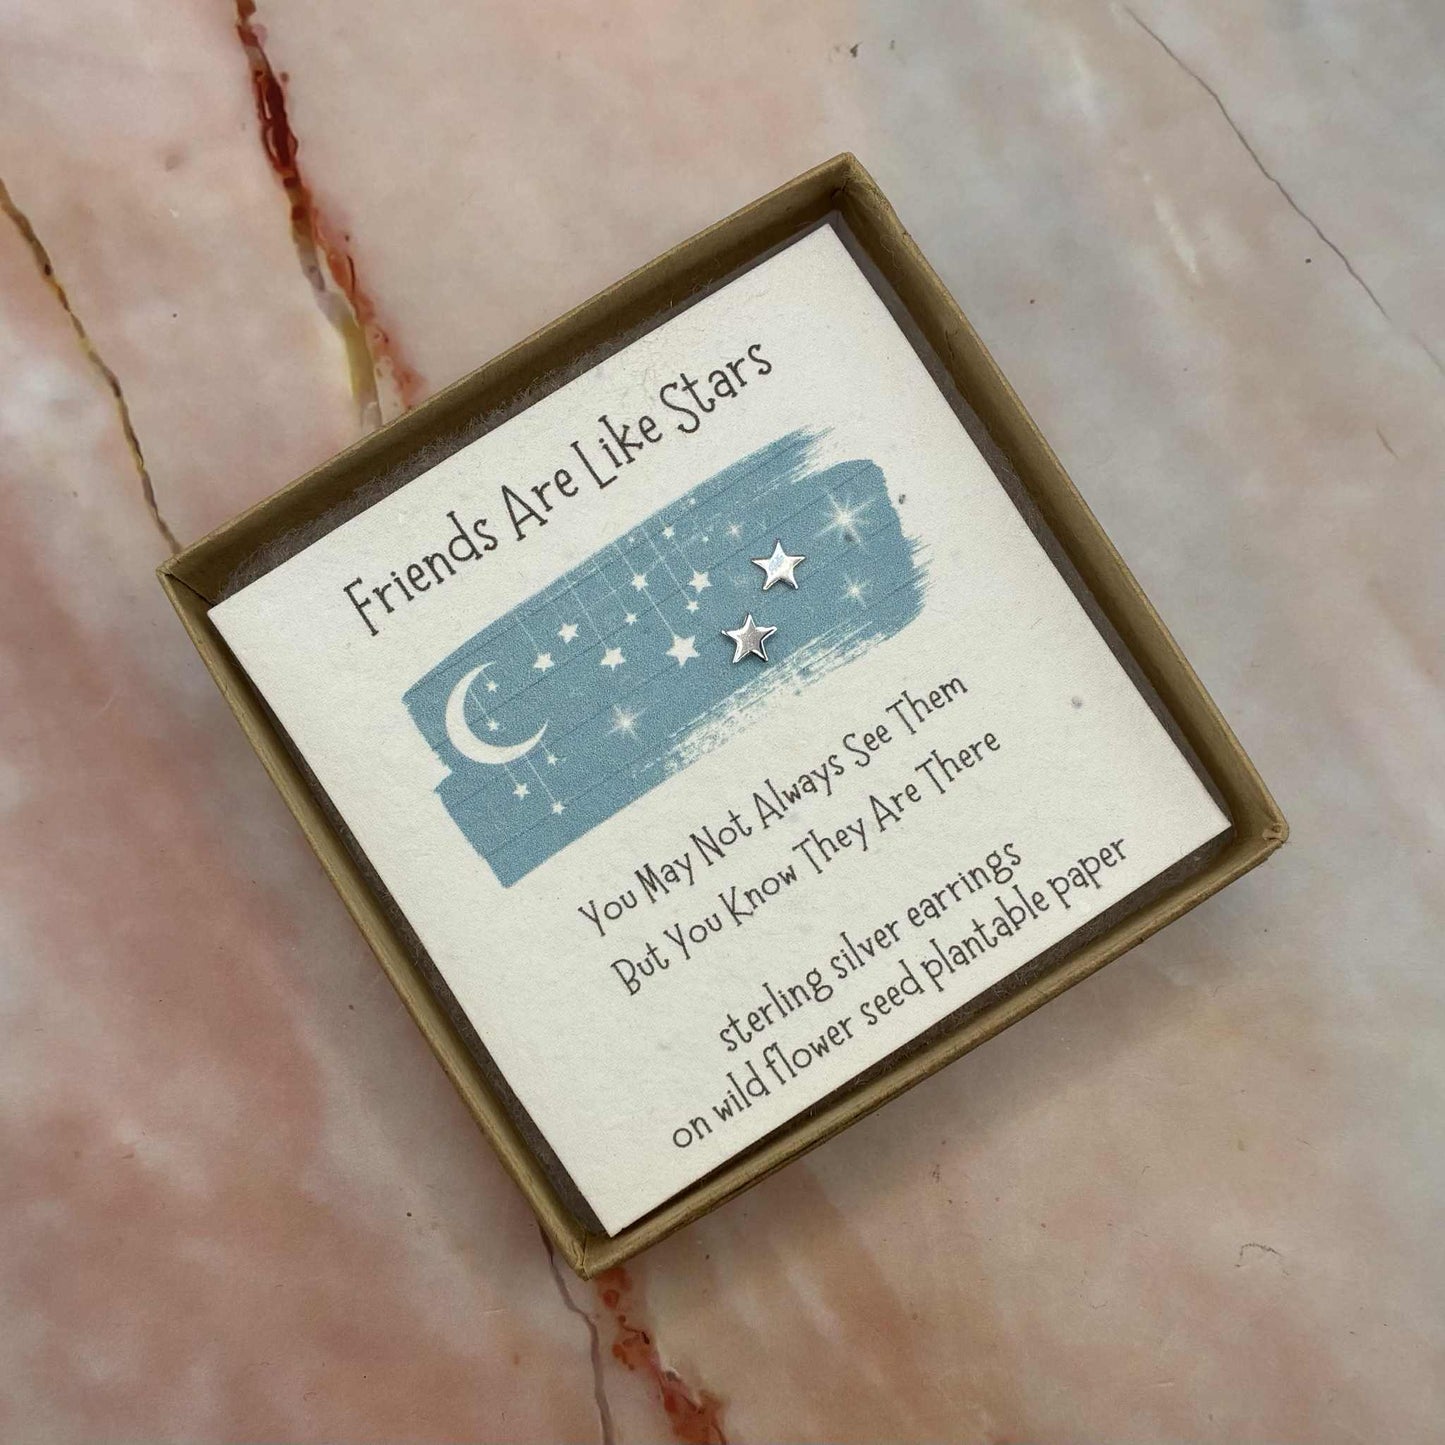 Friends Are Like Stars
You May Not Always See Them
But You Know They Are There
sterling silver earrings
on wild flower seed plantable paper